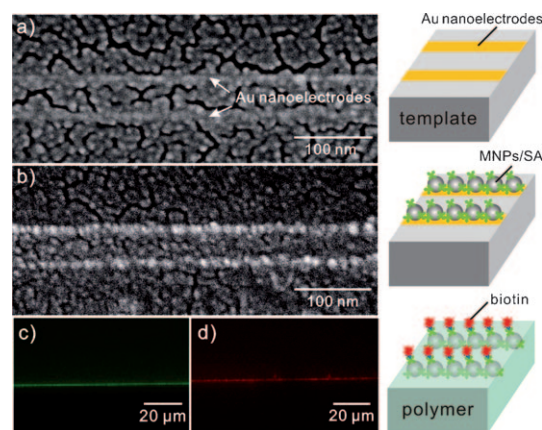 a)
Au nanoelectrodes
100 nm
Au nanoelectrodes
template
b)
100 nm
MNPs/SA
c)
20 μm
d)
20 μm
biotin
polymer